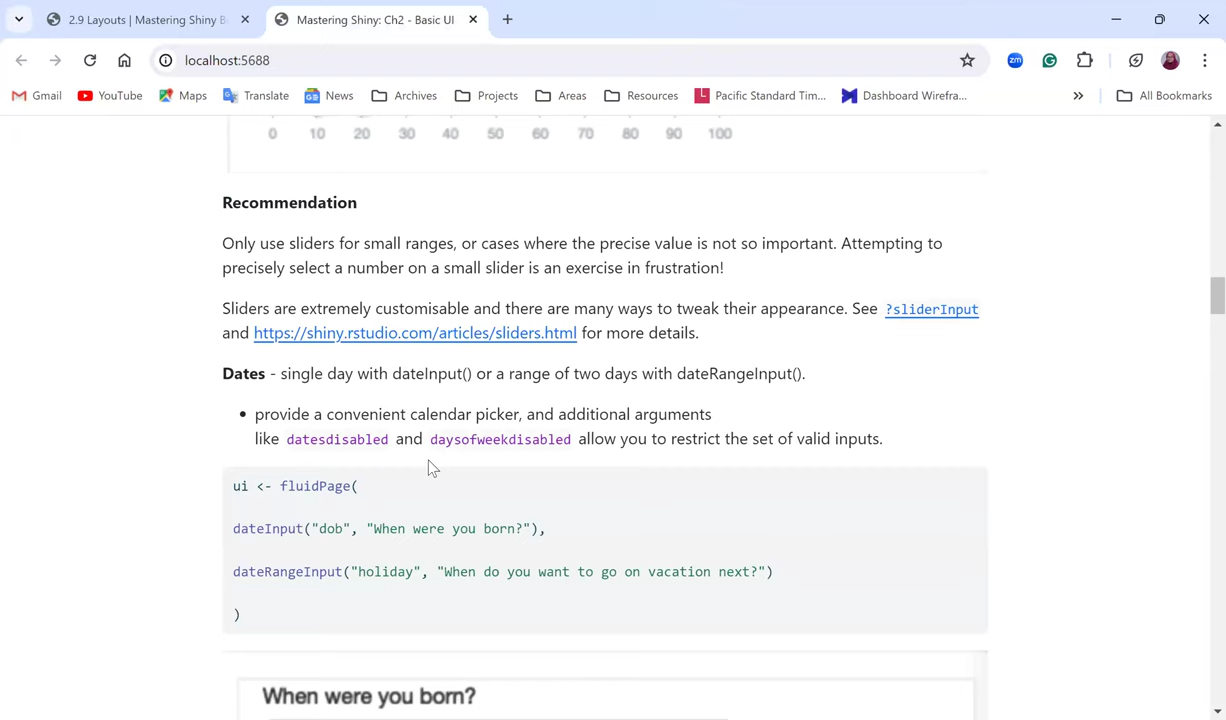 2.9 Layouts | Mastering Shiny B
Mastering Shiny: Ch2 - Basic UI
localhost:5688
zm
Gmail
YouTube
Maps
Translate
News
Archives
Projects
Areas
Resources
Pacific Standard Tim...
Dashboard Wirefra...
»
All Bookmarks
0 10 20 30 40 50 60 70 80 90 100
Recommendation
Only use sliders for small ranges, or cases where the precise value is not so important. Attempting to
precisely select a number on a small slider is an exercise in frustration!
Sliders are extremely customisable and there are many ways to tweak their appearance. See ?sliderInput
and https://shiny.rstudio.com/articles/sliders.html for more details.
Dates - single day with dateInput() or a range of two days with dateRangeInput().
• provide a convenient calendar picker, and additional arguments
like datesdisabled and daysofweekdisabled allow you to restrict the set of valid inputs.
ui <- fluidPage(
dateInput("dob", "When were you born?"),
dateRangeInput("holiday", "When do you want to go on vacation next?")
)
When were you born?